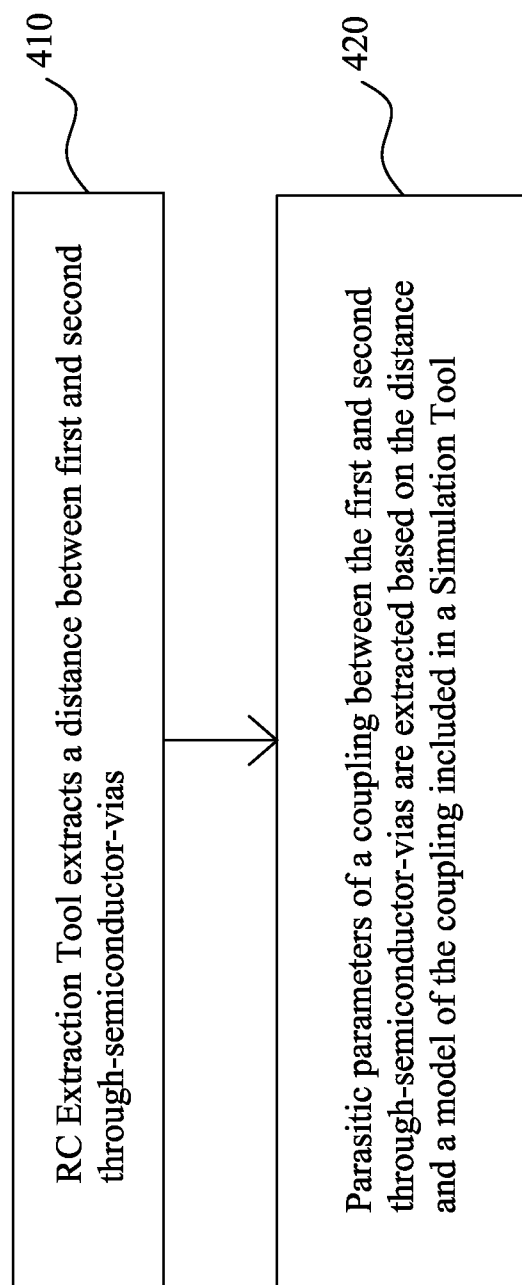 RC Extraction Tool extracts a distance between first and second
through-semiconductor-vias
410
Parasitic parameters of a coupling between the first and second
through-semiconductor-vias are extracted based on the distance
and a model of the coupling included in a Simulation Tool
420